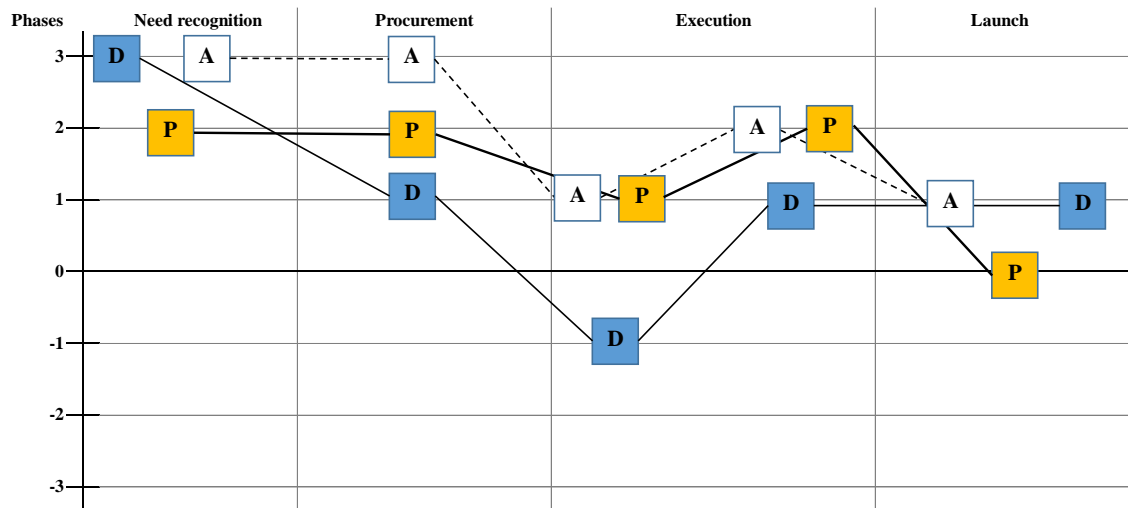 Phases Need recognition Procurement Execution Launch
3 D A A
2 P P A P
1 D A P D A D
0 P
-1 D
-2
-3